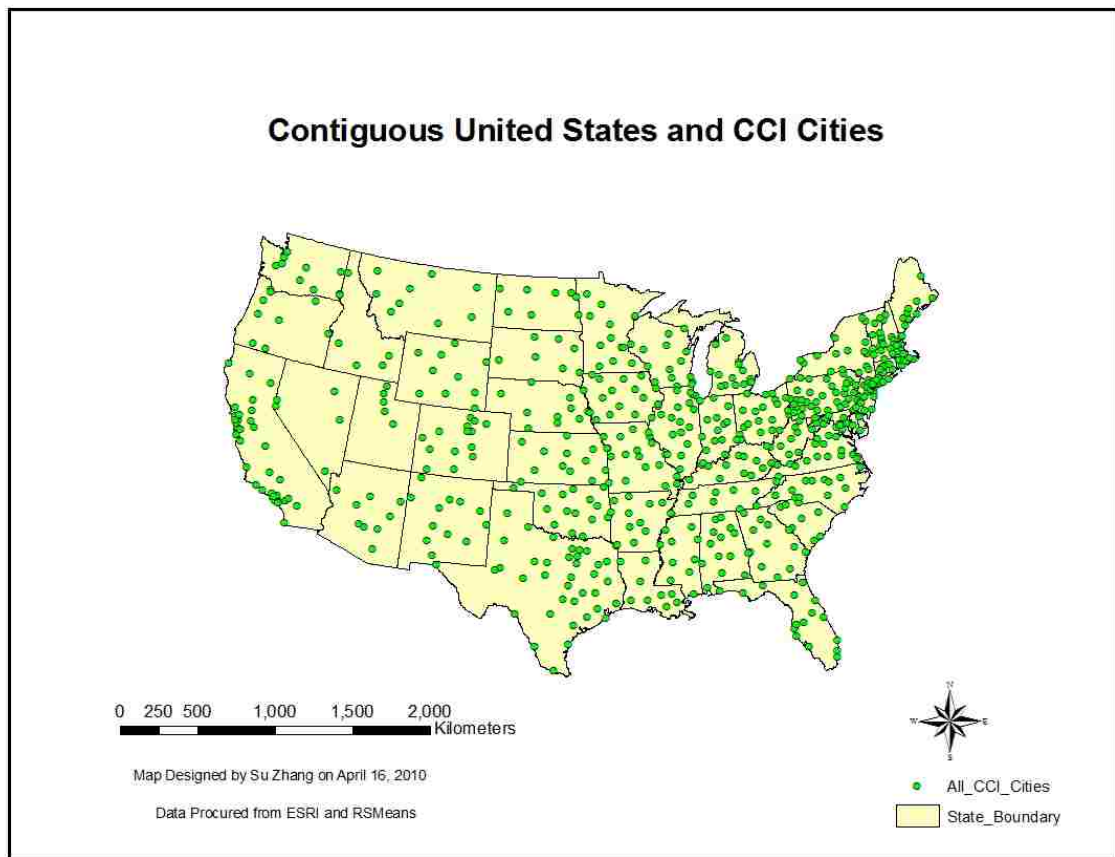 Contiguous United States and CCI Cities
0 250 500 1,000 1,500 2,000
Kilometers
Map Designed by Su Zhang on April 16, 2010
Data Procured from ESRI and RSMeans
N
W E
S
All_CCI_Cities
State_Boundary